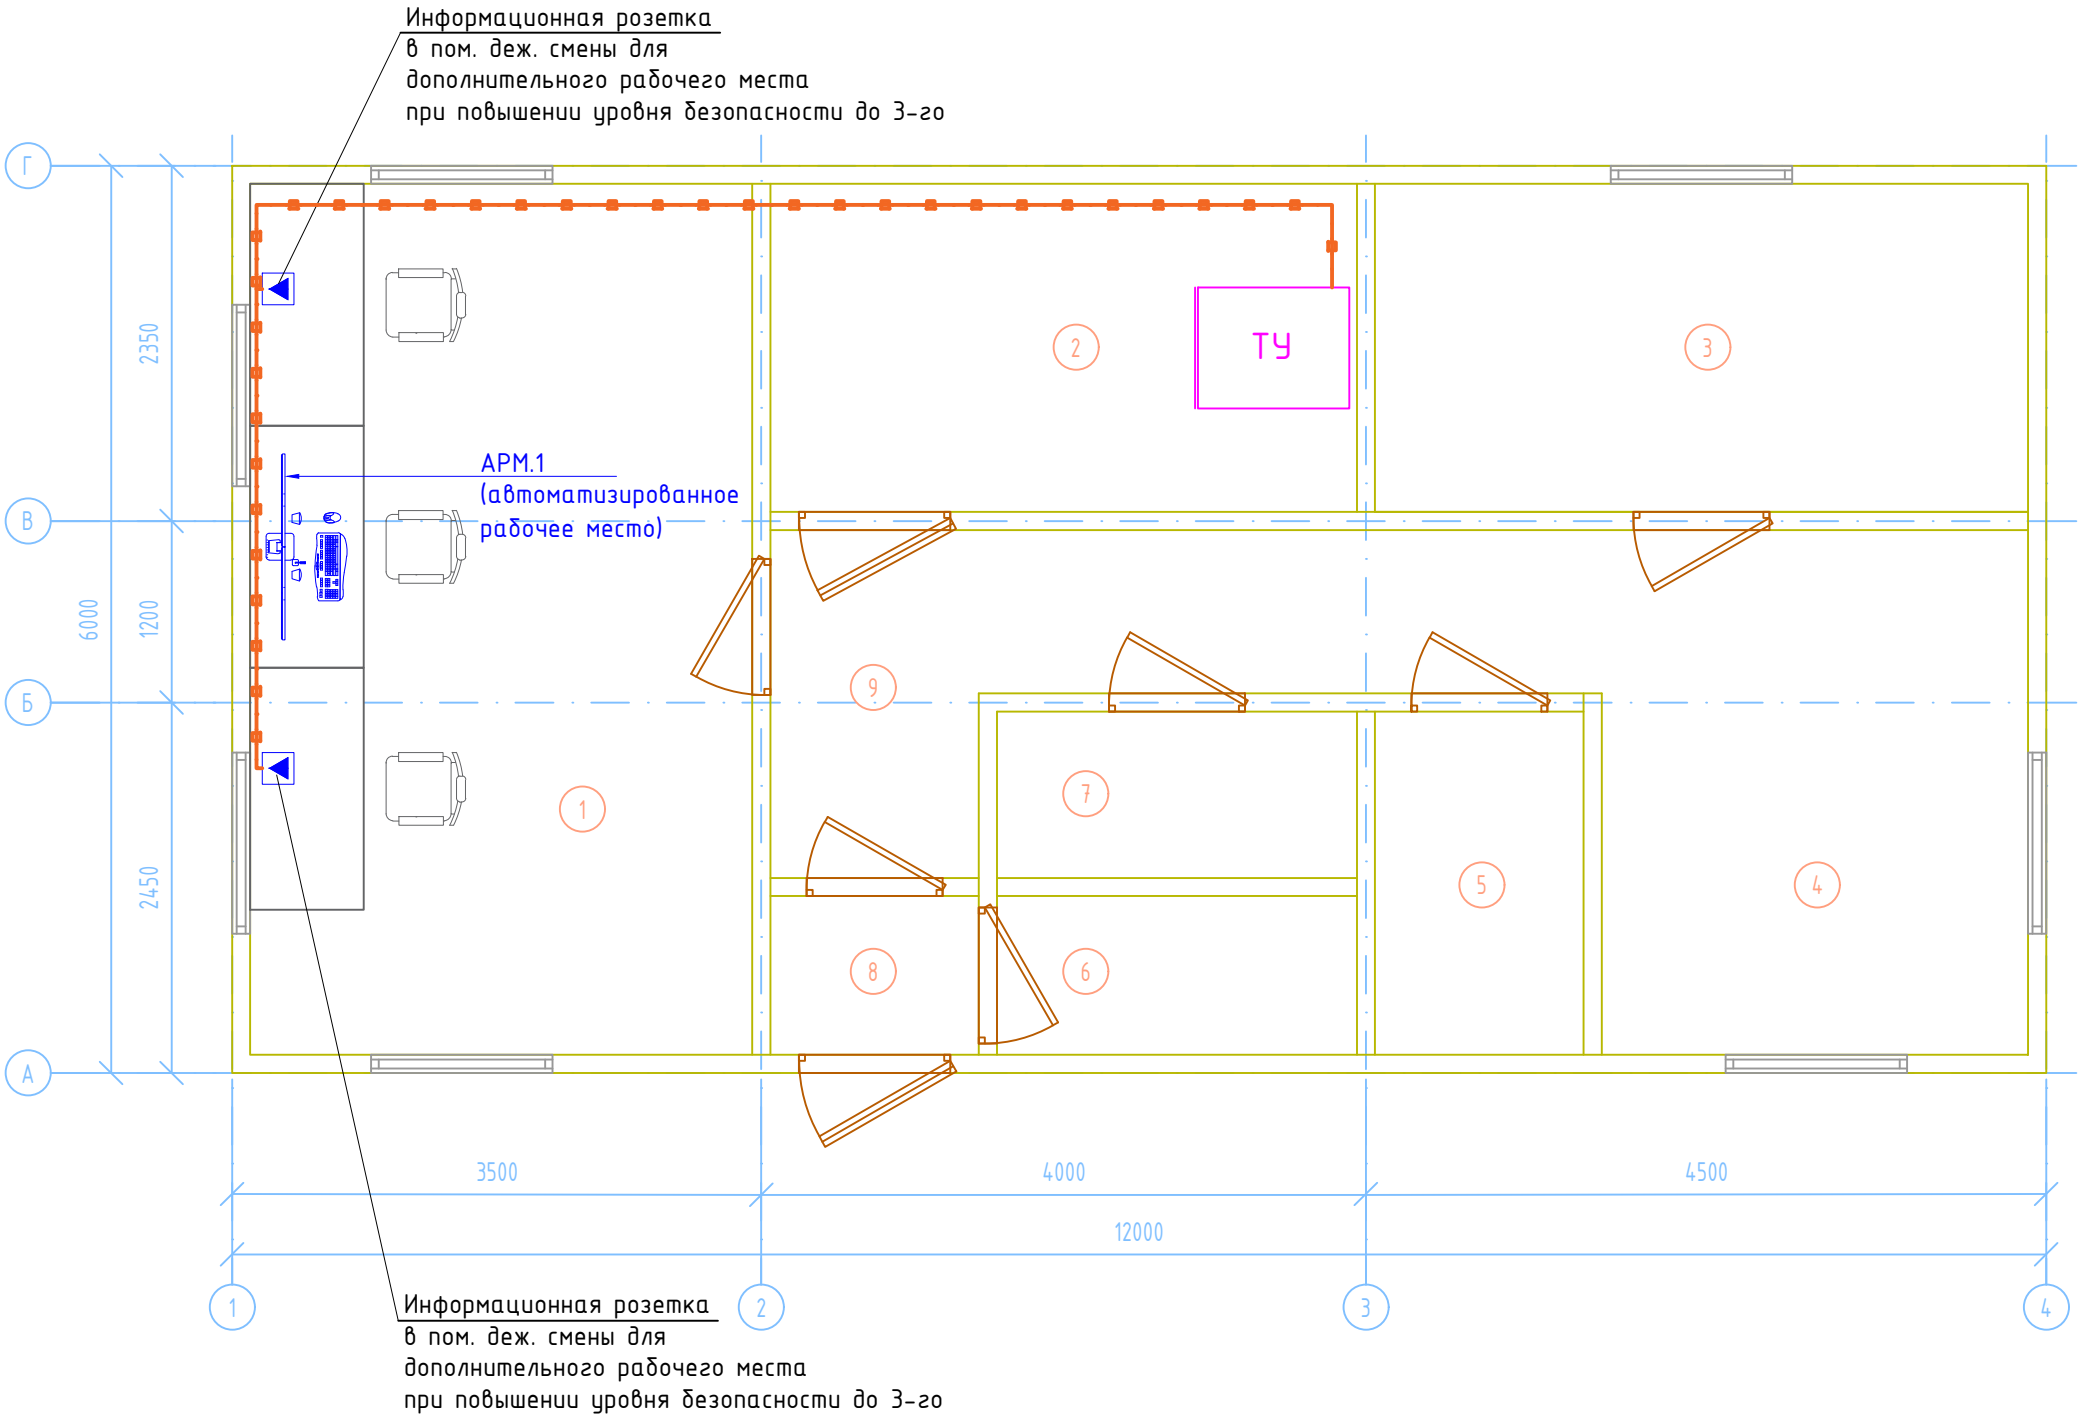 Информационная розетка
в пом. деж. смены для
дополнительного рабочего места
при повышении уровня безопасности до 3-го
Г
2350
ТУ
2
3
АРМ.1
(автоматизированное
рабочее место)
В
6000
1200
Б
9
7
1
2450
5
4
8
6
А
3500
4000
4500
12000
1
2
3
4
Информационная розетка
в пом. деж. смены для
дополнительного рабочего места
при повышении уровня безопасности до 3-го